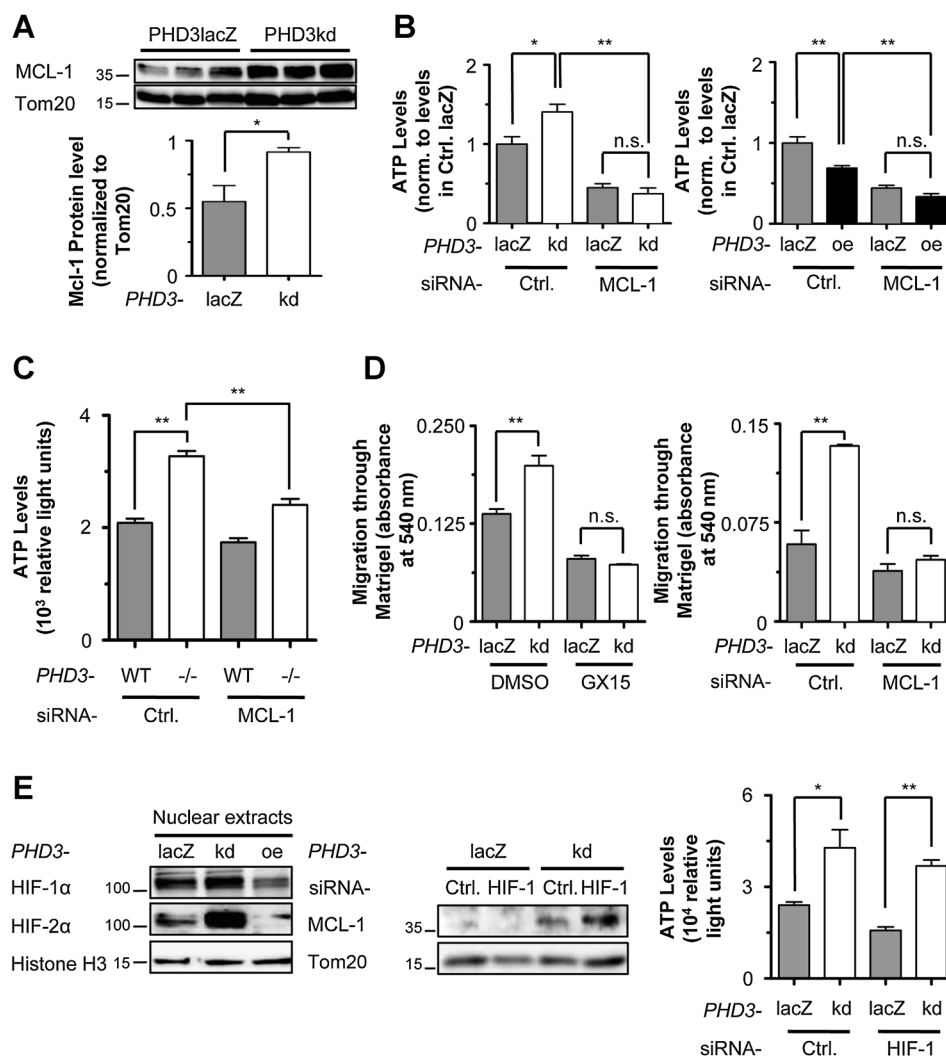 A
PHD3lacZ PHD3kd
MCL-1
35
Tom20
15
Mcl-1 Protein level
(normalized to
Tom20)
1
0.5
0
*
PHD3-
lacZ kd
B
ATP Levels
(norm. to levels
in Ctrl. lacZ)
2
1
0
* ** n.s.
PHD3- lacZ kd lacZ kd
siRNA- Ctrl. MCL-1
ATP Levels
(norm. to levels
in Ctrl. lacZ)
2
1
0
** ** n.s.
lacZ oe lacZ oe
Ctrl. MCL-1
C
ATP Levels
(10³ relative light units)
4
2
0
** **
PHD3- WT -/- WT -/-
siRNA- Ctrl. MCL-1
D
Migration through
Matrigel (absorbance
at 540 nm)
0.250
0.125
0
** n.s.
PHD3- lacZ kd lacZ kd
DMSO GX15
Migration through
Matrigel (absorbance
at 540 nm)
0.15
0.075
0
** n.s.
PHD3- lacZ kd lacZ kd
siRNA- Ctrl. MCL-1
E
Nuclear extracts
PHD3- lacZ kd oe
HIF-1α 100
HIF-2α 100
Histone H3 15
PHD3- lacZ kd
siRNA- Ctrl. HIF-1 Ctrl. HIF-1
MCL-1 35
Tom20 15
ATP Levels
(10⁴ relative
light units)
6
3
0
* **
PHD3- lacZ kd lacZ kd
siRNA- Ctrl. HIF-1